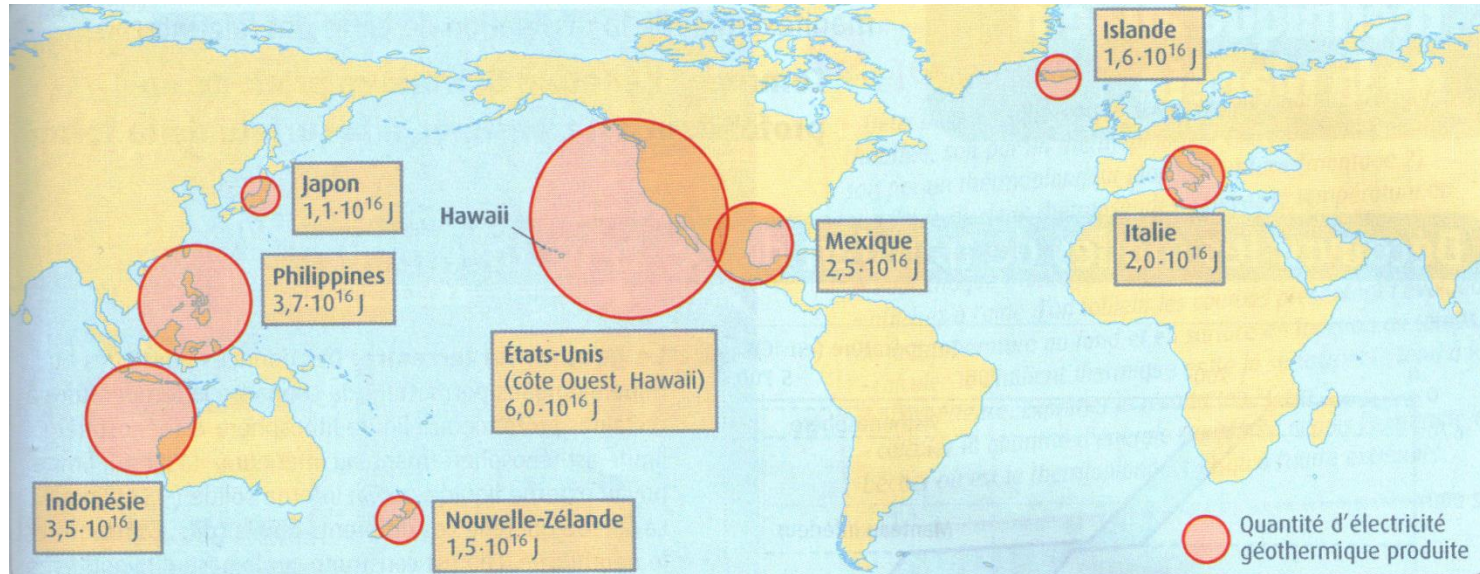 Islande
1,6·10¹⁶ J
Japon
1,1·10¹⁶ J
Hawaii
Philippines
3,7·10¹⁶ J
Mexique
2,5·10¹⁶ J
Italie
2,0·10¹⁶ J
États-Unis
(côte Ouest, Hawaii)
6,0·10¹⁶ J
Indonésie
3,5·10¹⁶ J
Nouvelle-Zélande
1,5·10¹⁶ J
Quantité d'électricité
géothermique produite